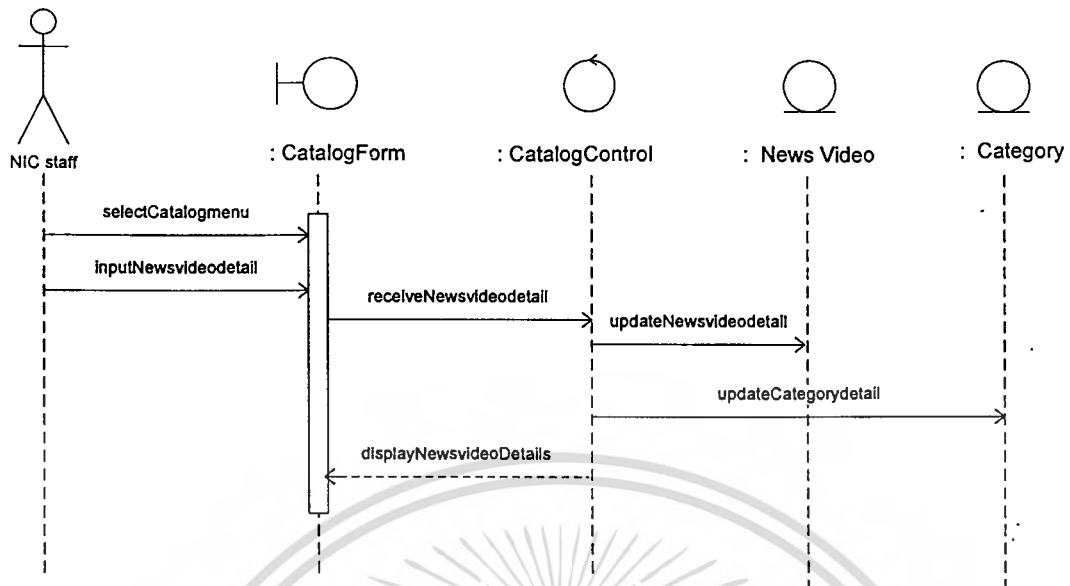 NIC staff
: CatalogForm
: CatalogControl
: News Video
: Category
selectCatalogmenu
inputNewsvideodetail
receiveNewsvideodetail
updateNewsvideodetail
updateCategorydetail
displayNewsvideoDetails